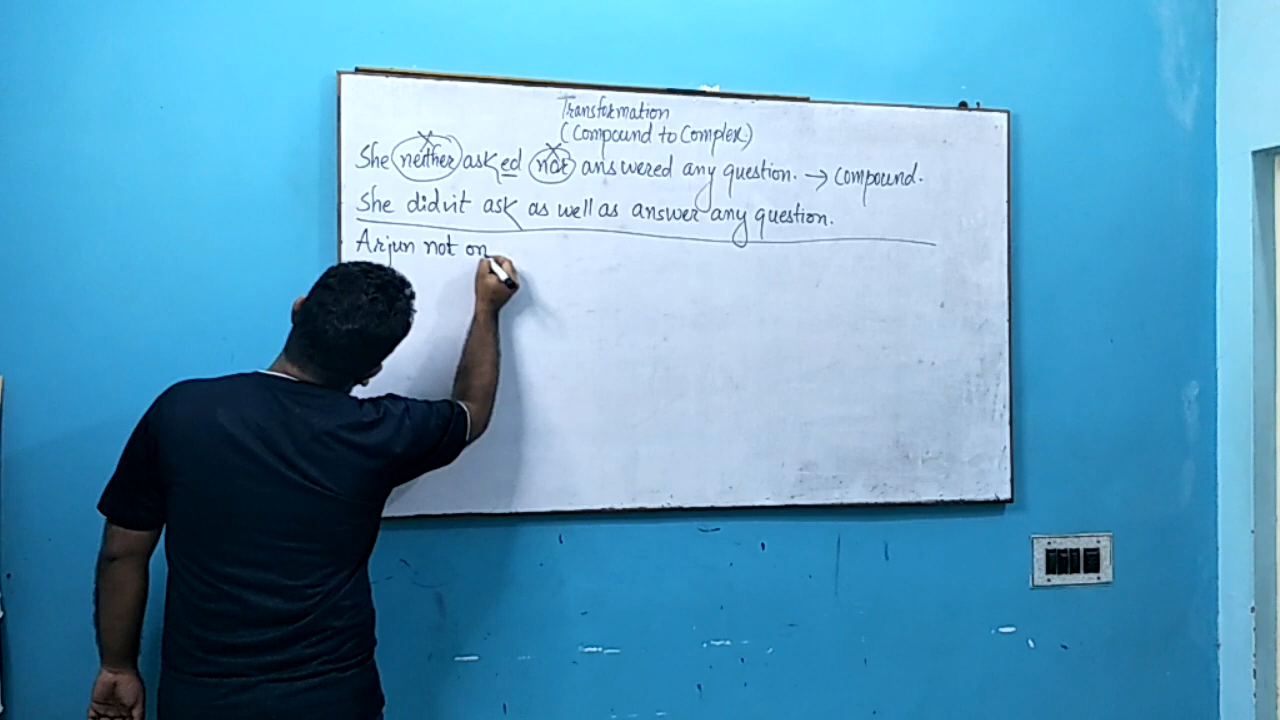 Transformation
(Compound to Complex)
She neither asked nor answered any question. → compound.
She didn't ask as well as answer any question.
Arjun not on